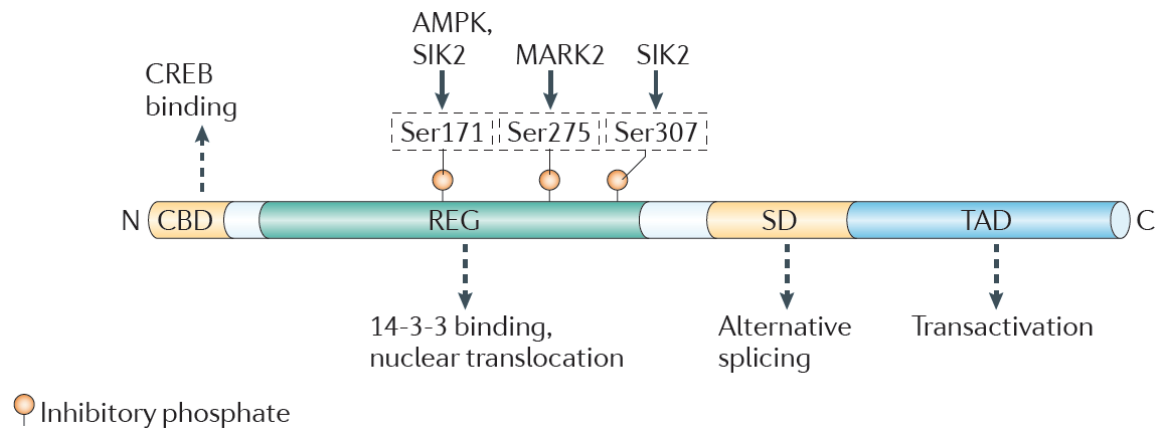 AMPK,
SIK2
MARK2
SIK2
CREB
binding
Ser171
Ser275
Ser307
N
CBD
REG
SD
TAD
C
14-3-3 binding,
nuclear translocation
Alternative
splicing
Transactivation
Inhibitory phosphate